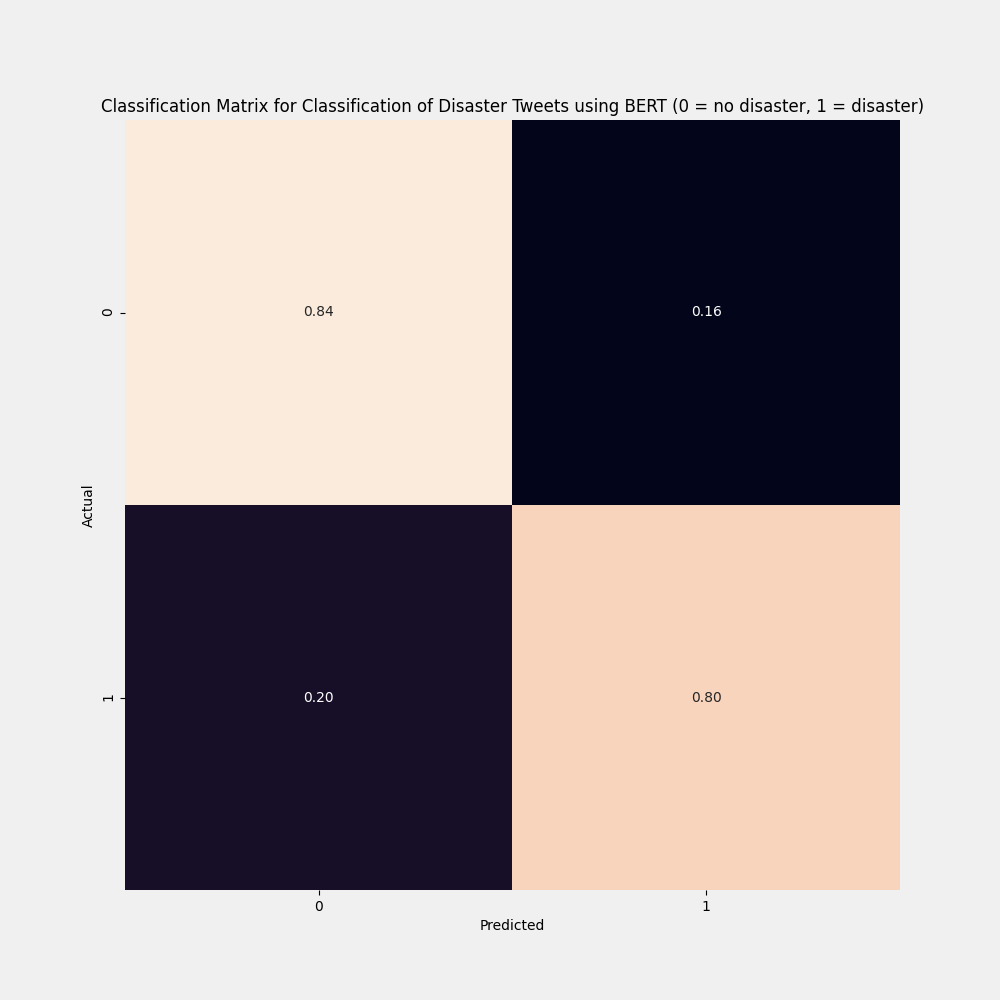 Classification Matrix for Classification of Disaster Tweets using BERT (0 = no disaster, 1 = disaster)
0.84 0.16
0
Actual
0.20 0.80
1
0 1
Predicted